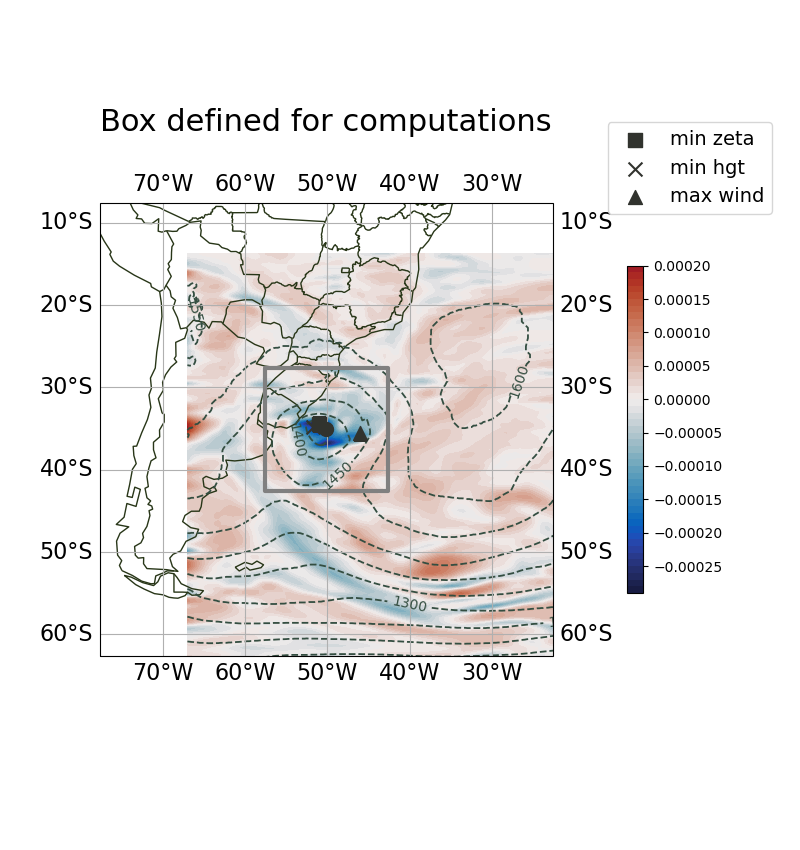 Box defined for computations
min zeta
min hgt
max wind
70°W 60°W 50°W 40°W 30°W
10°S 10°S
20°S 20°S
30°S 30°S
40°S 40°S
50°S 50°S
60°S 60°S
70°W 60°W 50°W 40°W 30°W
1600
1400
1450
1300
0.00020
0.00015
0.00010
0.00005
0.00000
−0.00005
−0.00010
−0.00015
−0.00020
−0.00025